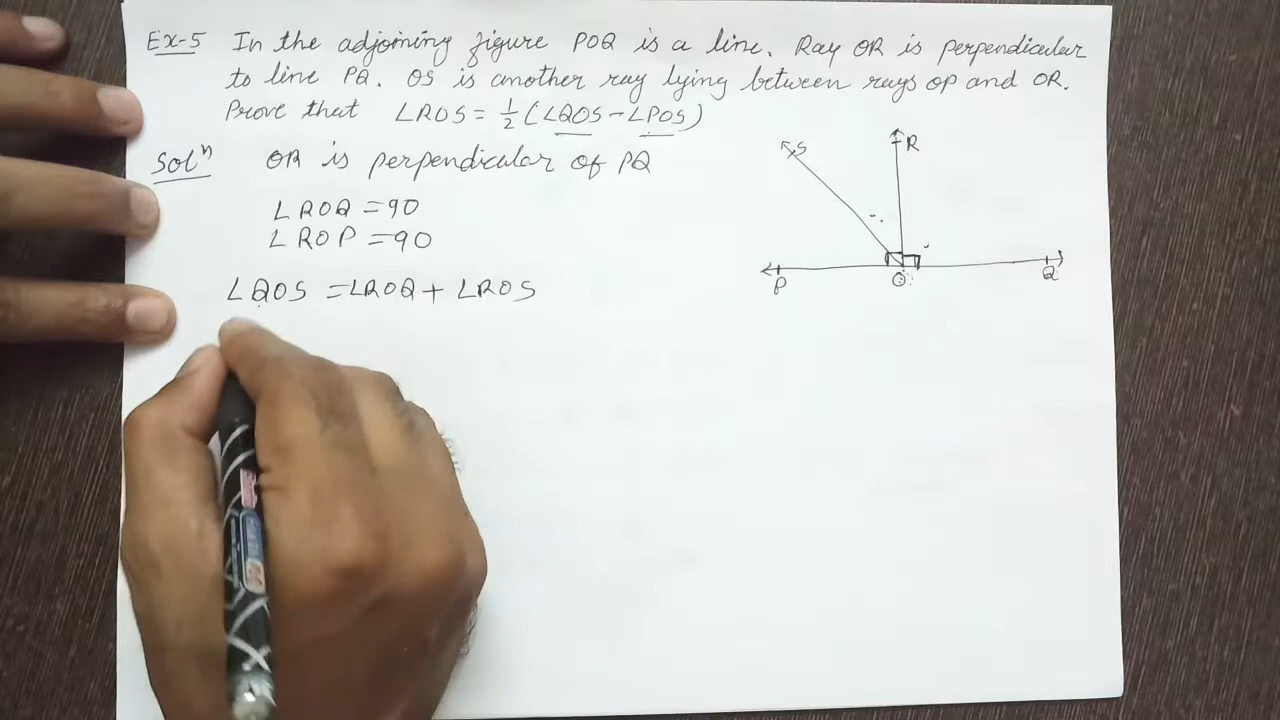 Ex-5 In the adjoining figure POQ is a line. Ray OR is perpendicular
to line PQ. OS is another ray lying between rays OP and OR.
Prove that ∠ROS = 1/2 (∠QOS - ∠POS)
Solⁿ OR is perpendicular of PQ
∠ROQ = 90
∠ROP = 90
∠QOS = ∠ROQ + ∠ROS
S R
P O Q